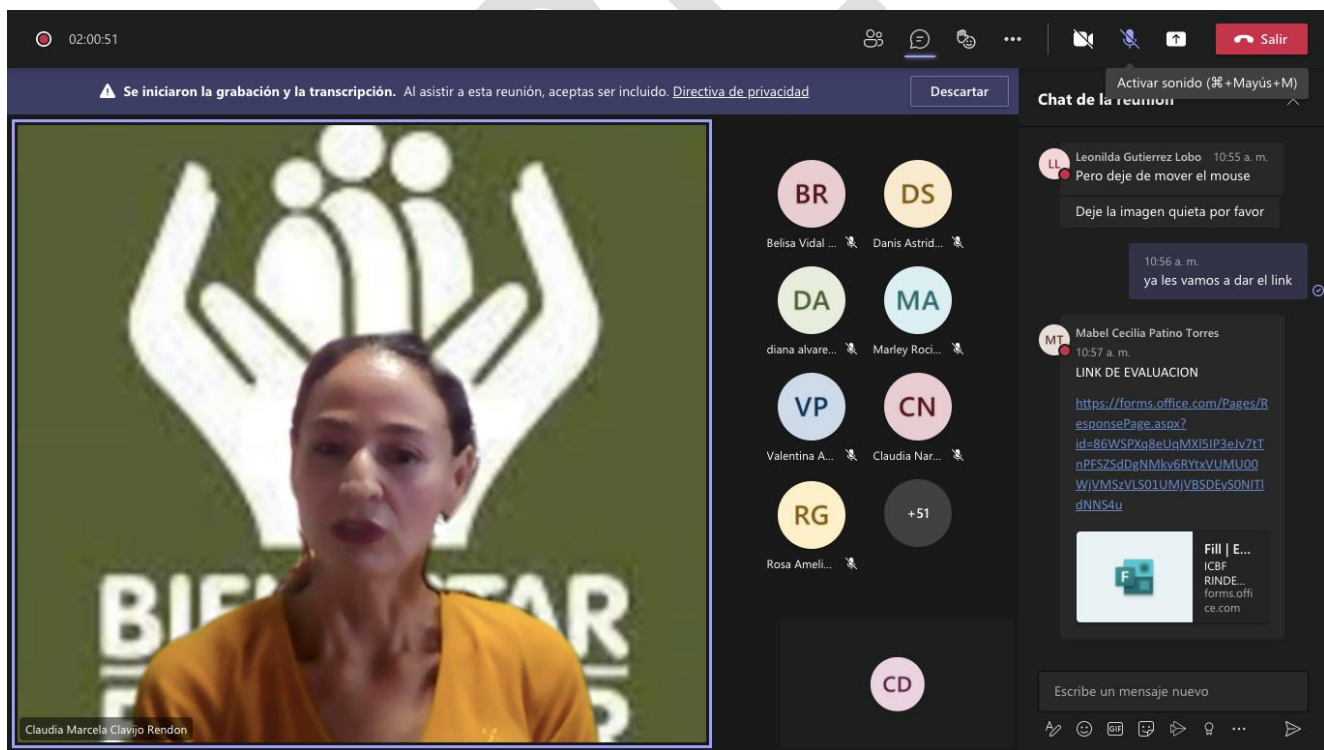 02:00:51
Salir
Se iniciaron la grabación y la transcripción. Al asistir a esta reunión, aceptas ser incluido. Directiva de privacidad
Descartar
Activar sonido (⌘+Mayús+M)
Chat de la reunión
BIENESTAR
Claudia Marcela Clavijo Rendon
BR
DS
Belisa Vidal ...
Danis Astrid...
DA
MA
diana alvare...
Marley Roci...
VP
CN
Valentina A...
Claudia Nar...
RG
+51
Rosa Ameli...
CD
LL
Leonilda Gutierrez Lobo 10:55 a. m.
Pero deje de mover el mouse
Deje la imagen quieta por favor
10:56 a. m.
ya les vamos a dar el link
MT
Mabel Cecilia Patino Torres
10:57 a. m.
LINK DE EVALUACION
https://forms.office.com/Pages/R
esponsePage.aspx?
id=86WSPXq8eUqMXl5IP3eJv7tT
nPFSZSdDgNMkv6RYtxVUMU00
WjVMSzVLS01UMjVBSDEyS0NITl
dNNS4u
F
Fill | E...
ICBF
RINDE...
forms.offi
ce.com
Escribe un mensaje nuevo
GIF